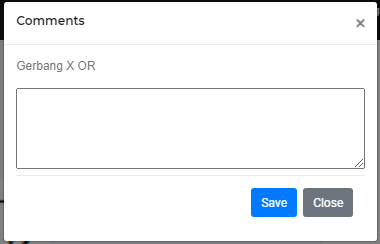 Comments ×
Gerbang X OR
Save Close